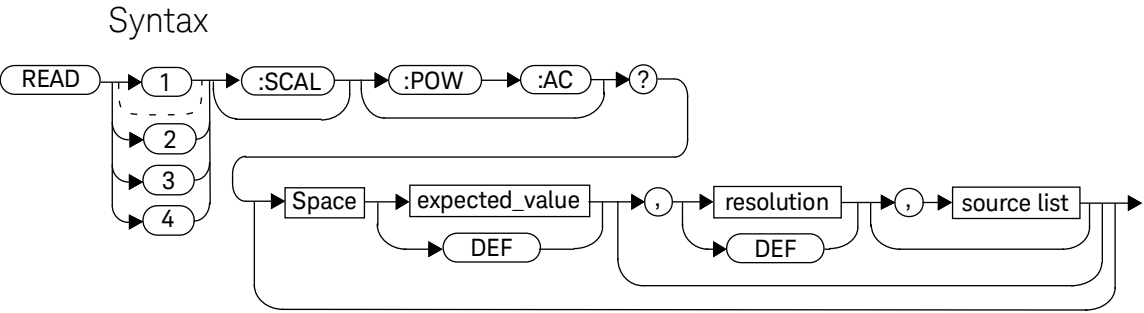 Syntax
READ 1 :SCAL :POW :AC ?
2
3
4
Space expected_value , resolution , source list
DEF DEF